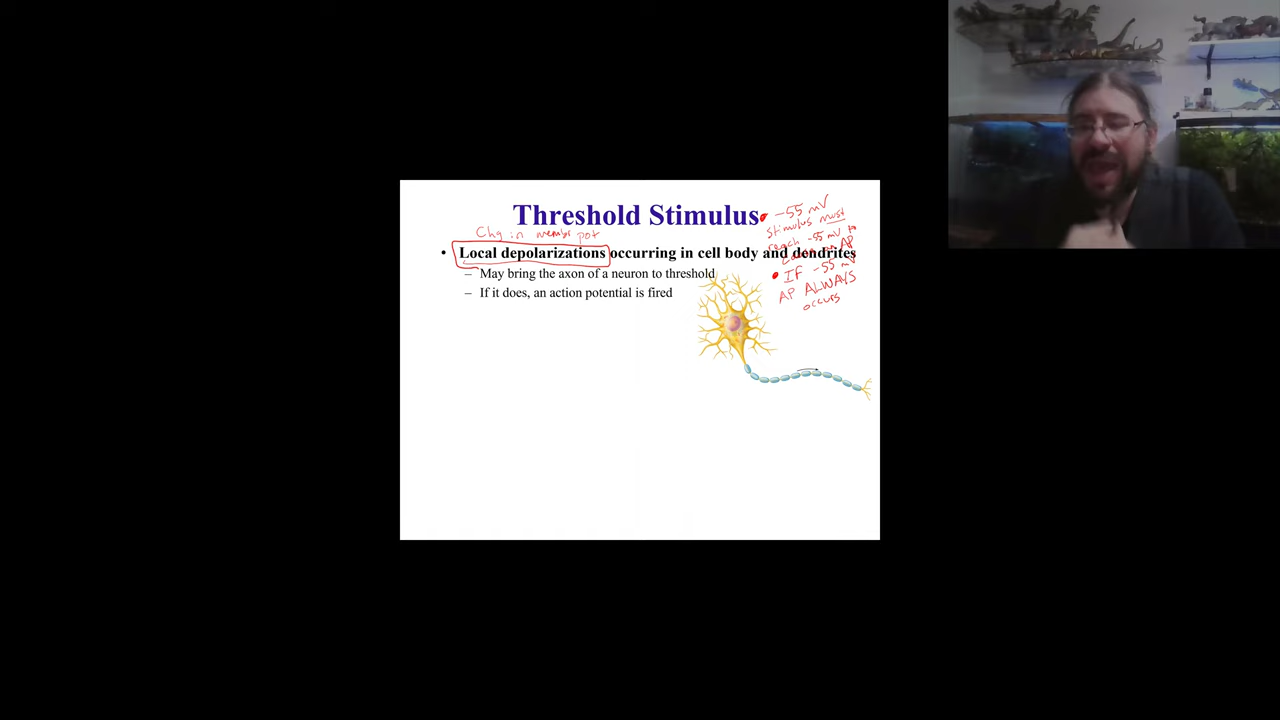 Threshold Stimulus
• -55 mV
stimulus must
reach -55 mV to
AP
Chg in membr pot
• Local depolarizations occurring in cell body and dendrites
– May bring the axon of a neuron to threshold
– If it does, an action potential is fired
• IF -55 mV
AP ALWAYS
occurs